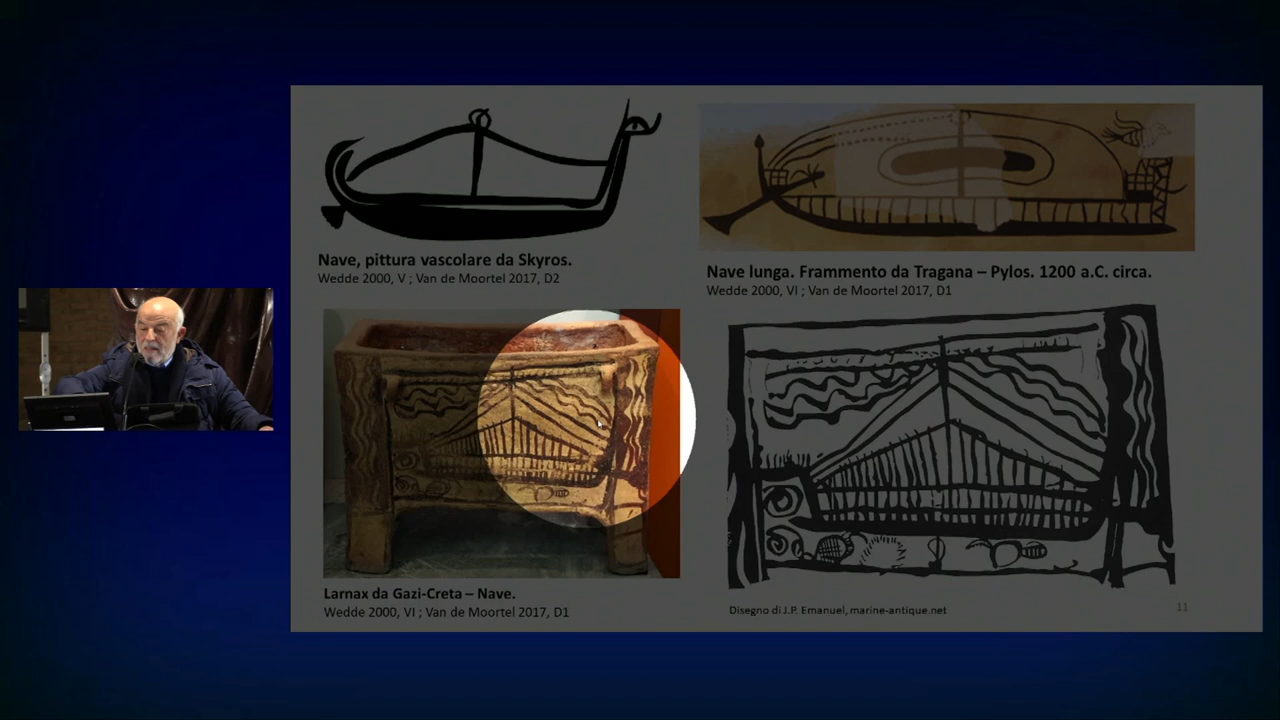 Nave, pittura vascolare da Skyros.
Wedde 2000, V ; Van de Moortel 2017, D2
Nave lunga. Frammento da Tragana – Pylos. 1200 a.C. circa.
Wedde 2000, VI ; Van de Moortel 2017, D1
Larnax da Gazi-Creta – Nave.
Wedde 2000, VI ; Van de Moortel 2017, D1
Disegno di J.P. Emanuel, marine-antique.net
11